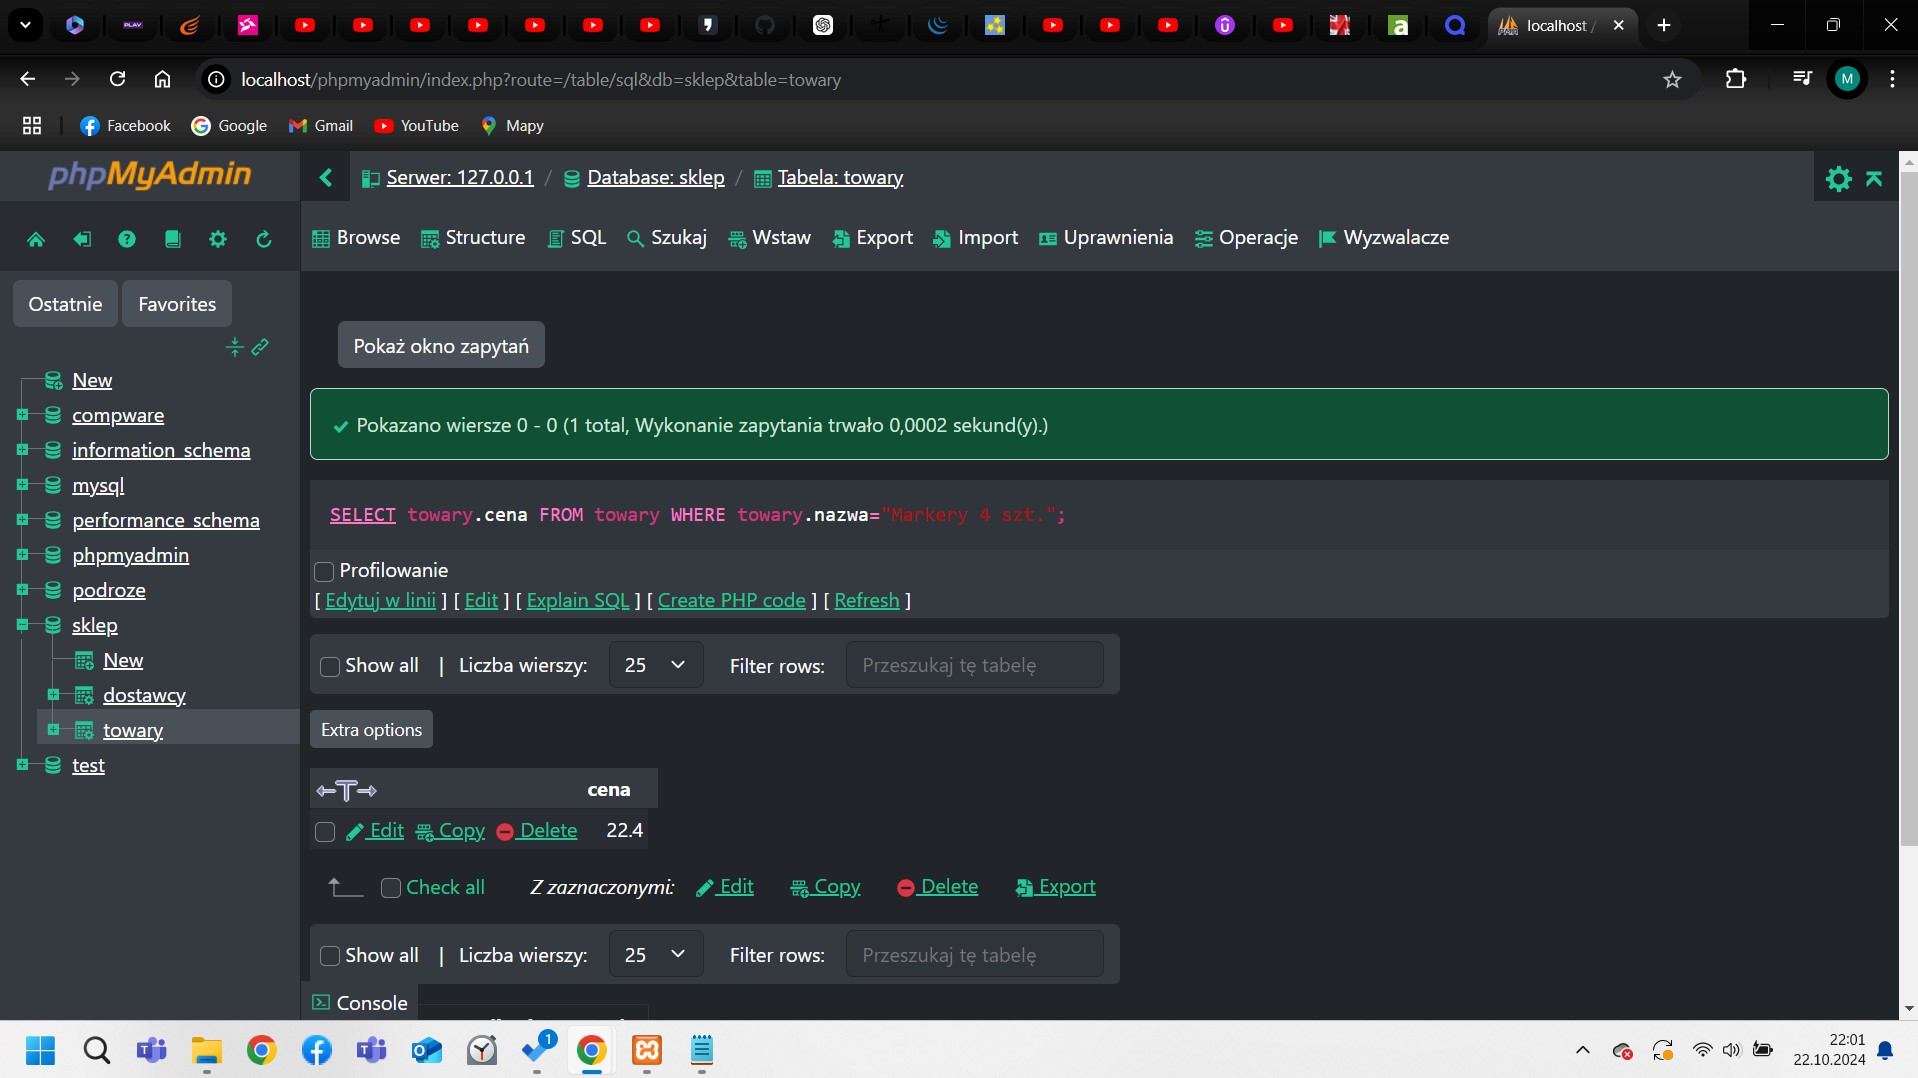 PLAY
localhost /
localhost/phpmyadmin/index.php?route=/table/sql&db=sklep&table=towary
M
Facebook
Google
Gmail
YouTube
Mapy
phpMyAdmin
Serwer: 127.0.0.1 / Database: sklep / Tabela: towary
Browse
Structure
SQL
Szukaj
Wstaw
Export
Import
Uprawnienia
Operacje
Wyzwalacze
Ostatnie
Favorites
New
compware
information_schema
mysql
performance_schema
phpmyadmin
podroze
sklep
New
dostawcy
towary
test
Pokaż okno zapytań
Pokazano wiersze 0 - 0 (1 total, Wykonanie zapytania trwało 0,0002 sekund(y).)
SELECT towary.cena FROM towary WHERE towary.nazwa="Markery 4 szt.";
Profilowanie
[ Edytuj w linii ] [ Edit ] [ Explain SQL ] [ Create PHP code ] [ Refresh ]
Show all | Liczba wierszy: 25 Filter rows: Przeszukaj tę tabelę
Extra options
←T→ cena
Edit Copy Delete 22.4
Check all Z zaznaczonymi: Edit Copy Delete Export
Show all | Liczba wierszy: 25 Filter rows: Przeszukaj tę tabelę
Console
1
22:01
22.10.2024